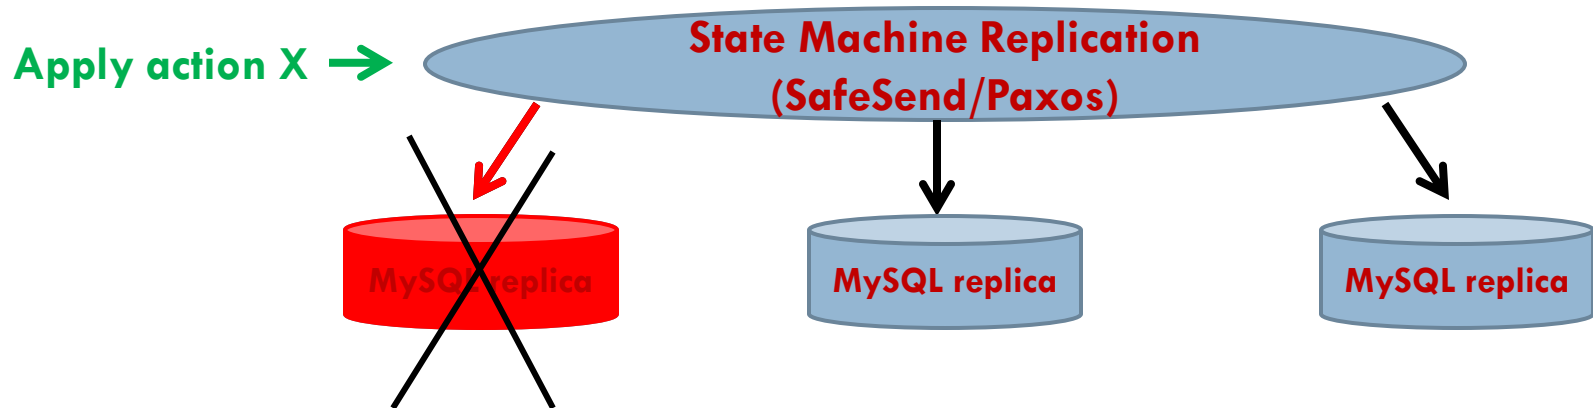 State Machine Replication
Apply action X
(SafeSend/Paxos)
MySQL replica
MySQL replica
MySQL replica